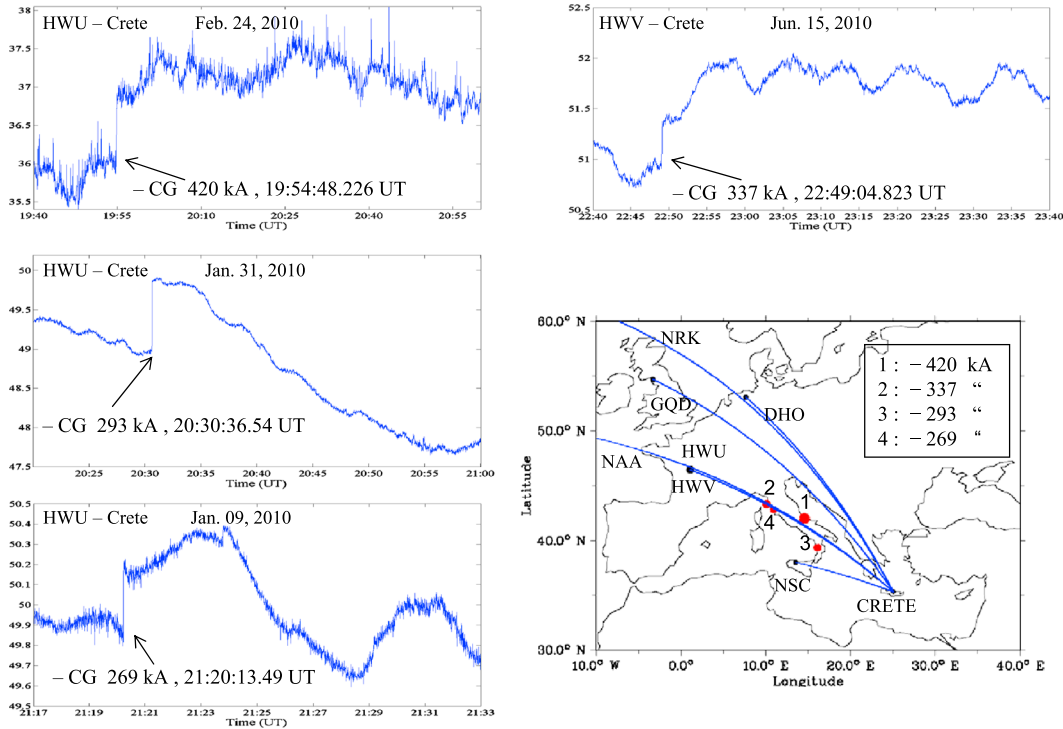 HWU – Crete Feb. 24, 2010
38
37.5
37
36.5
36
35.5
– CG 420 kA , 19:54:48.226 UT
19:40 19:55 20:10 20:25 20:40 20:55
Time (UT)
HWV – Crete Jun. 15, 2010
52.5
52
51.5
51
50.5
– CG 337 kA , 22:49:04.823 UT
22:40 22:45 22:50 22:55 23:00 23:05 23:10 23:15 23:20 23:25 23:30 23:35 23:40
Time (UT)
HWU – Crete Jan. 31, 2010
50
49.5
49
48.5
48
47.5
– CG 293 kA , 20:30:36.54 UT
20:25 20:30 20:35 20:40 20:45 20:50 20:55 21:00
Time (UT)
HWU – Crete Jan. 09, 2010
50.5
50.4
50.3
50.2
50.1
50
49.9
49.8
49.7
49.6
49.5
– CG 269 kA , 21:20:13.49 UT
21:17 21:19 21:21 21:23 21:25 21:27 21:29 21:31 21:33
Time (UT)
60.0° N
50.0° N
40.0° N
30.0° N
Latitude
NRK
GQD
DHO
NAA
HWU
HWV
2
1
4
3
NSC
CRETE
1 : – 420 kA
2 : – 337 “
3 : – 293 “
4 : – 269 “
10.0° W 0.0° E 10.0° E 20.0° E 30.0° E 40.0° E
Longitude